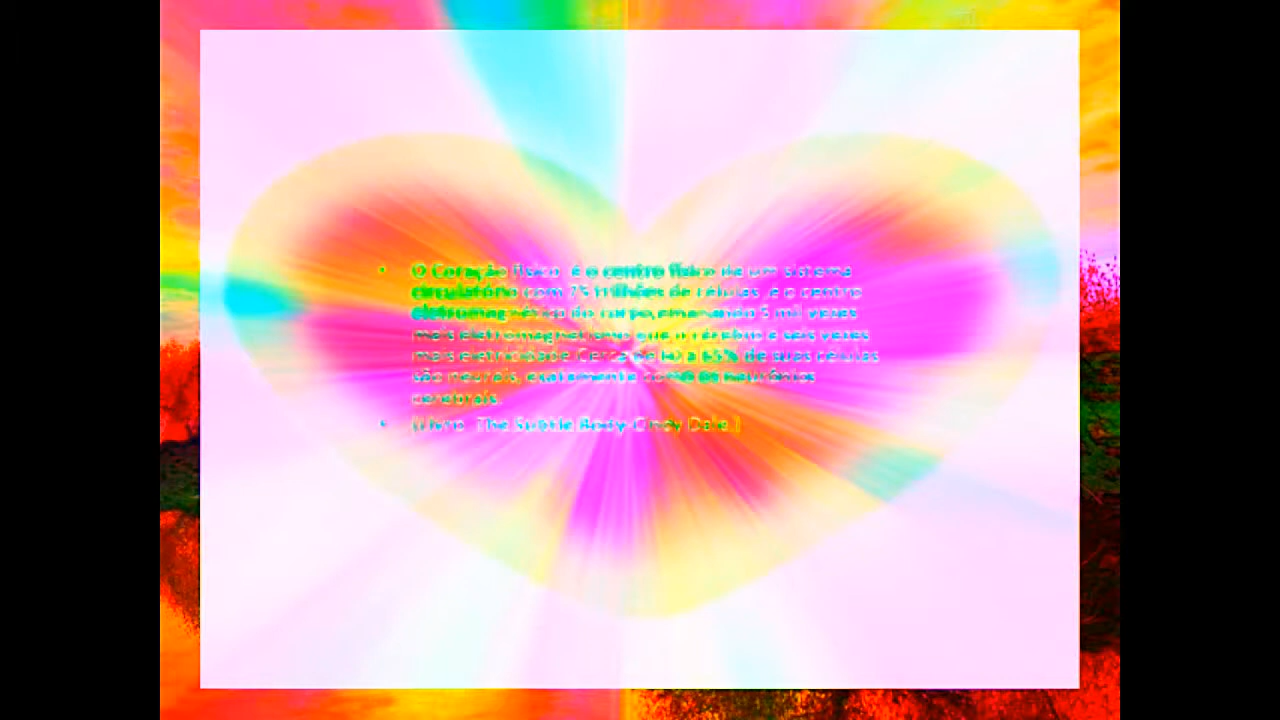 • O Coração físico é o centro físico de um sistema
circulatório com 75 trilhões de células ,e o centro
eletromagnético do corpo,emanando 5 mil vezes
mais eletromagnetismo que o cérebro e seis vezes
mais eletricidade.Cerca de 60 a 65% de suas células
são neurais, exatamente como os neurônios
cerebrais.
• (Livro The Subtle Body-Cindy Dale.)